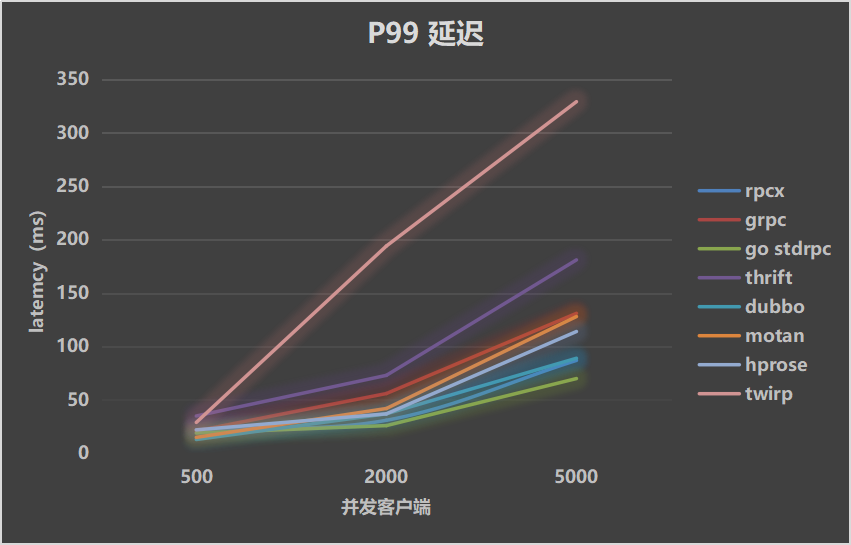 P99 延迟
350
300
250
200
150
100
50
0
latemcy (ms)
500 2000 5000
并发客户端
rpcx
grpc
go stdrpc
thrift
dubbo
motan
hprose
twirp